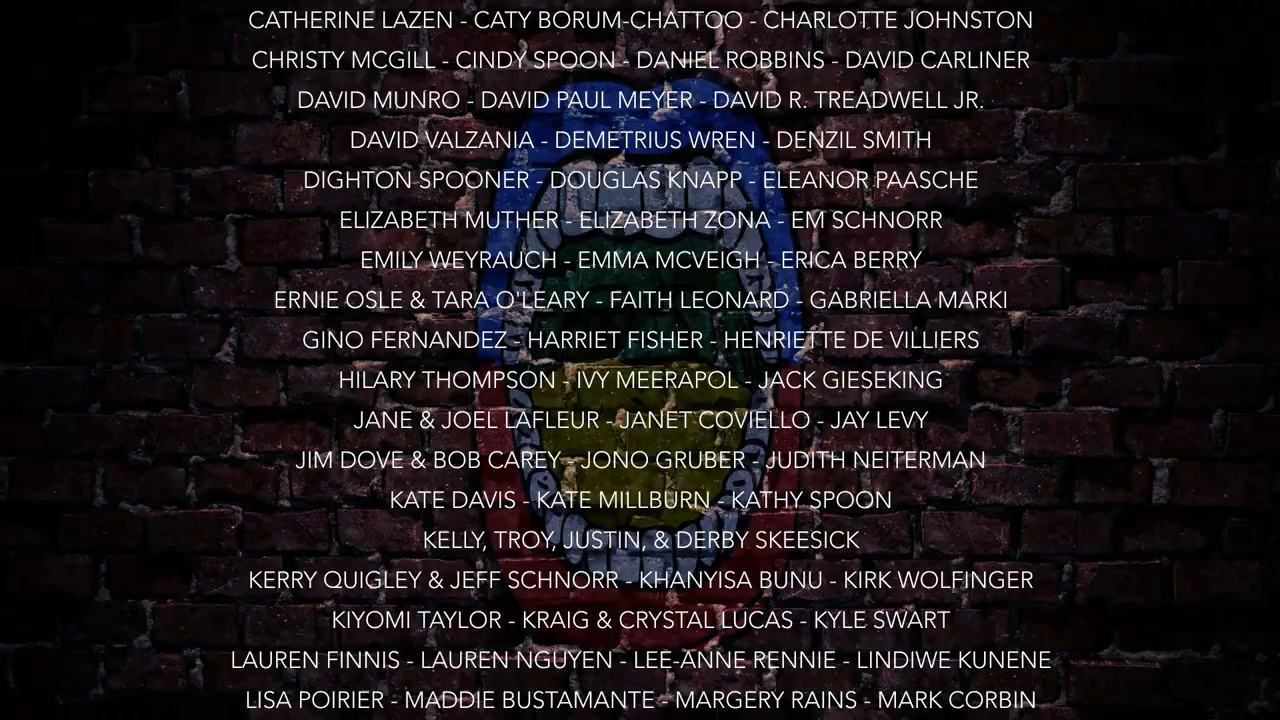 CATHERINE LAZEN - CATY BORUM-CHATTOO - CHARLOTTE JOHNSTON
CHRISTY MCGILL - CINDY SPOON - DANIEL ROBBINS - DAVID CARLINER
DAVID MUNRO - DAVID PAUL MEYER - DAVID R. TREADWELL JR.
DAVID VALZANIA - DEMETRIUS WREN - DENZIL SMITH
DIGHTON SPOONER - DOUGLAS KNAPP - ELEANOR PAASCHE
ELIZABETH MUTHER - ELIZABETH ZONA - EM SCHNORR
EMILY WEYRAUCH - EMMA MCVEIGH - ERICA BERRY
ERNIE OSLE & TARA O'LEARY - FAITH LEONARD - GABRIELLA MARKI
GINO FERNANDEZ - HARRIET FISHER - HENRIETTE DE VILLIERS
HILARY THOMPSON - IVY MEERAPOL - JACK GIESEKING
JANE & JOEL LAFLEUR - JANET COVIELLO - JAY LEVY
JIM DOVE & BOB CAREY - JONO GRUBER - JUDITH NEITERMAN
KATE DAVIS - KATE MILLBURN - KATHY SPOON
KELLY, TROY, JUSTIN, & DERBY SKEESICK
KERRY QUIGLEY & JEFF SCHNORR - KHANYISA BUNU - KIRK WOLFINGER
KIYOMI TAYLOR - KRAIG & CRYSTAL LUCAS - KYLE SWART
LAUREN FINNIS - LAUREN NGUYEN - LEE-ANNE RENNIE - LINDIWE KUNENE
LISA POIRIER - MADDIE BUSTAMANTE - MARGERY RAINS - MARK CORBIN